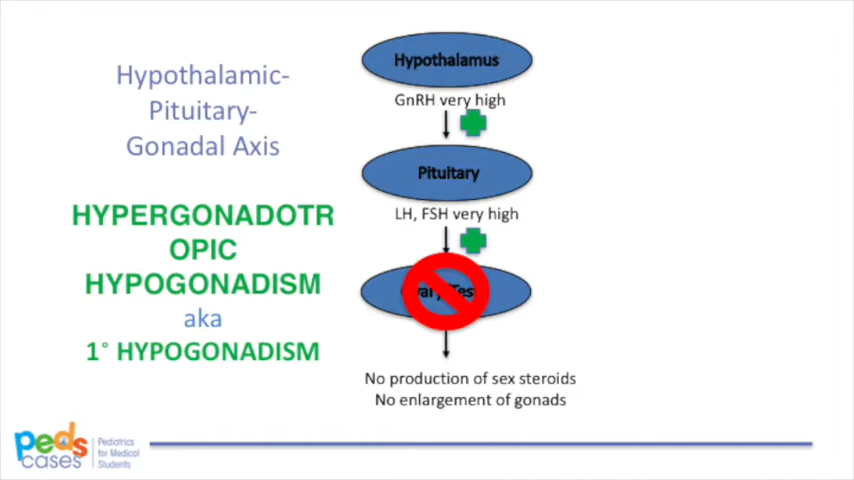 Hypothalamic-
Pituitary-
Gonadal Axis
HYPERGONADOTR
OPIC
HYPOGONADISM
aka
1° HYPOGONADISM
Hypothalamus
GnRH very high
Pituitary
LH, FSH very high
No production of sex steroids
No enlargement of gonads
peds
cases
Pediatrics
for Medical
Students